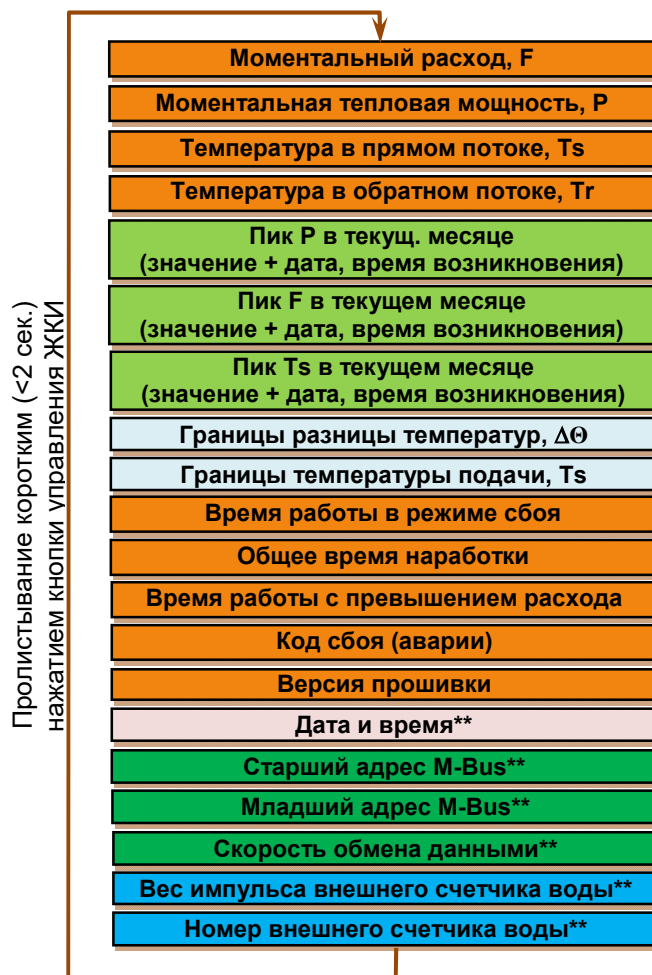 Моментальный расход, F
Моментальная тепловая мощность, P
Температура в прямом потоке, Ts
Температура в обратном потоке, Tr
Пик P в текущ. месяце
(значение + дата, время возникновения)
Пик F в текущем месяце
(значение + дата, время возникновения)
Пик Ts в текущем месяце
(значение + дата, время возникновения)
Границы разницы температур, ΔΘ
Границы температуры подачи, Ts
Время работы в режиме сбоя
Общее время наработки
Время работы с превышением расхода
Код сбоя (аварии)
Версия прошивки
Дата и время**
Старший адрес M-Bus**
Младший адрес M-Bus**
Скорость обмена данными**
Вес импульса внешнего счетчика воды**
Номер внешнего счетчика воды**
Пролистывание коротким (<2 сек.)
нажатием кнопки управления ЖКИ